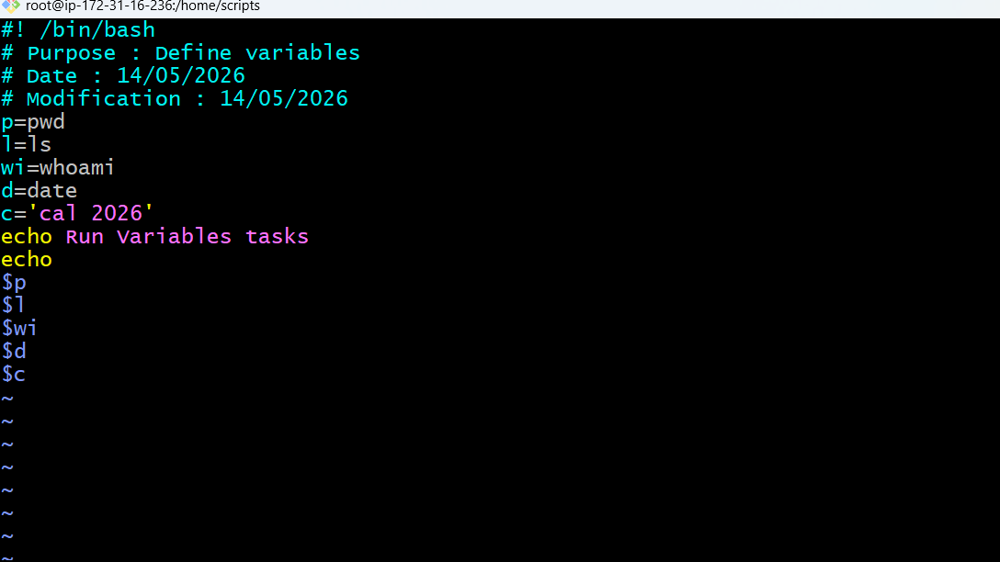 root@ip-172-31-16-236:/home/scripts
#! /bin/bash
# Purpose : Define variables
# Date : 14/05/2026
# Modification : 14/05/2026
p=pwd
l=ls
wi=whoami
d=date
c='cal 2026'
echo Run Variables tasks
echo
$p
$l
$wi
$d
$c
~
~
~
~
~
~
~
~